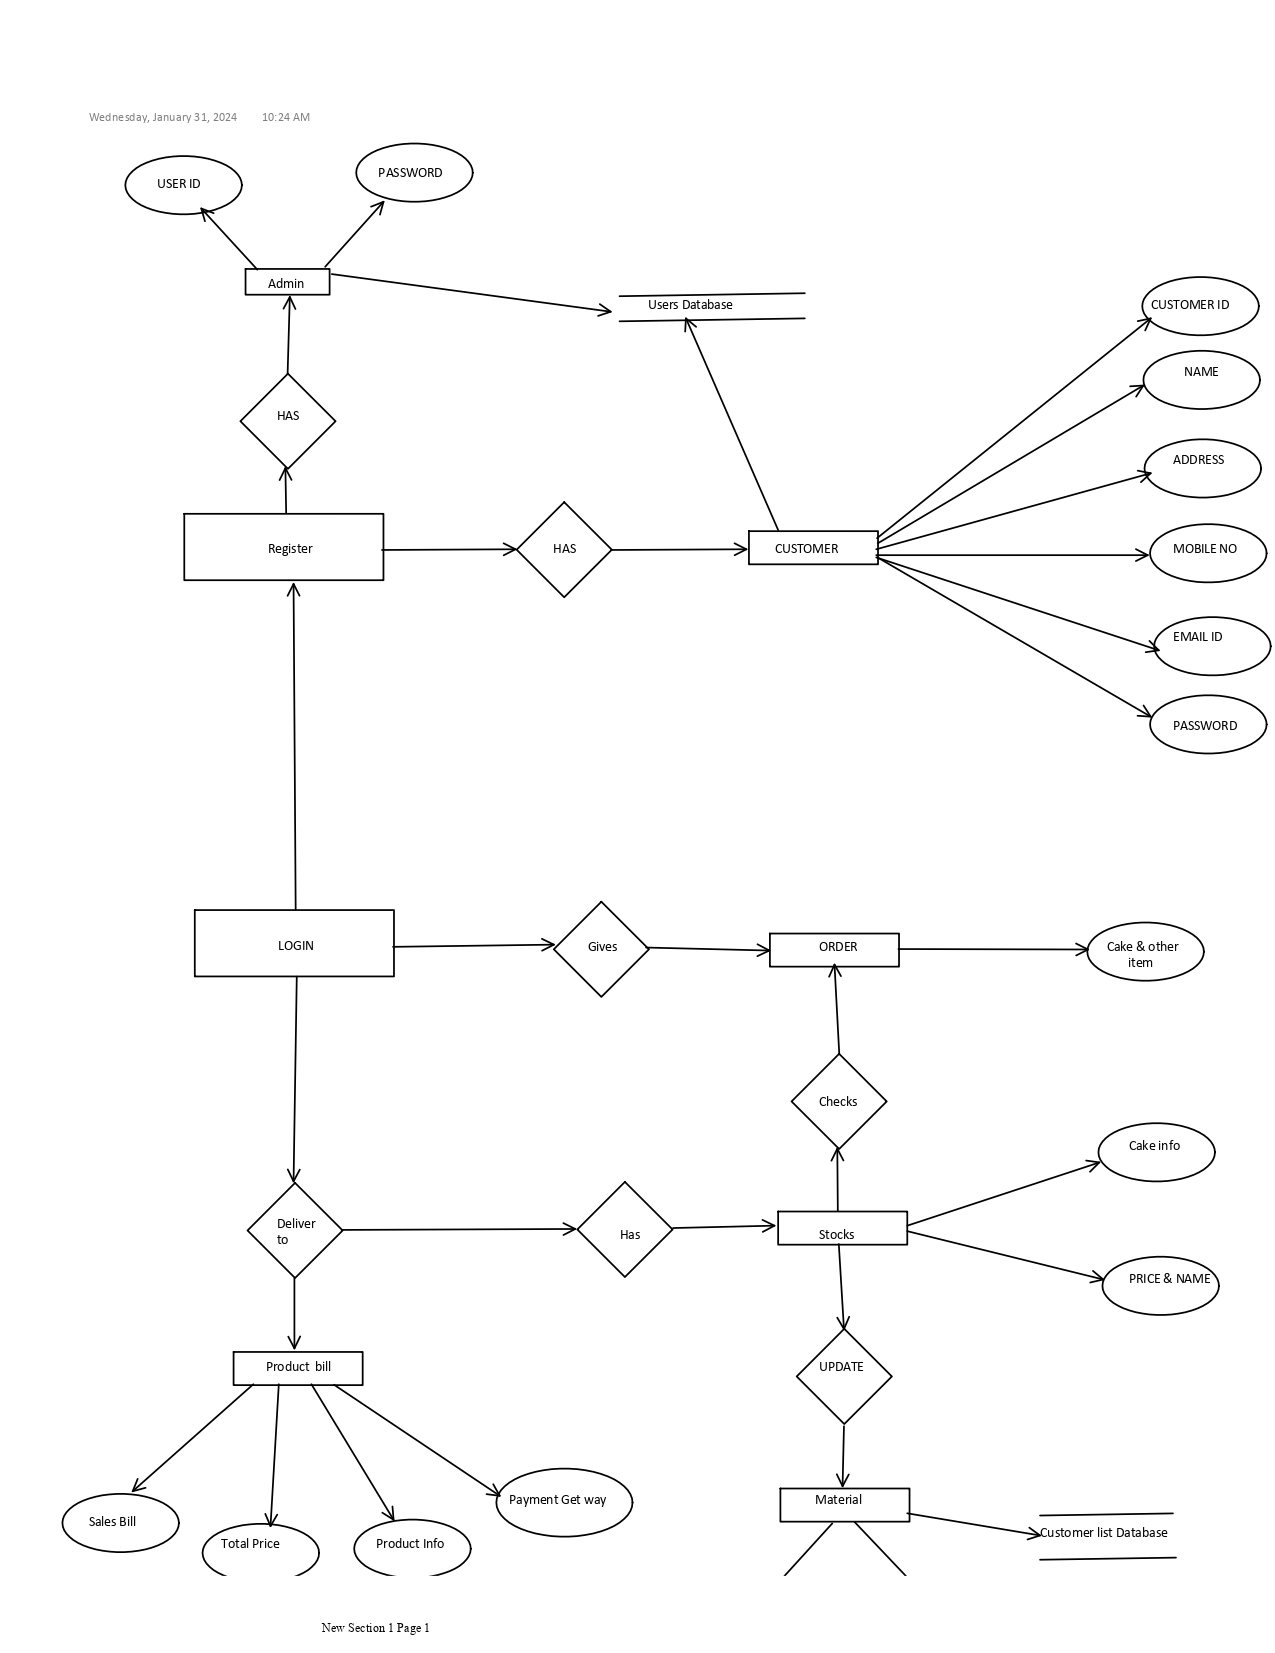 Wednesday, January 31, 2024 10:24 AM
USER ID
PASSWORD
Admin
Users Database
CUSTOMER ID
NAME
HAS
ADDRESS
Register
HAS
CUSTOMER
MOBILE NO
EMAIL ID
PASSWORD
LOGIN
Gives
ORDER
Cake & other
item
Checks
Cake info
Deliver
to
Has
Stocks
PRICE & NAME
Product bill
UPDATE
Sales Bill
Total Price
Product Info
Payment Get way
Material
Customer list Database
New Section 1 Page 1